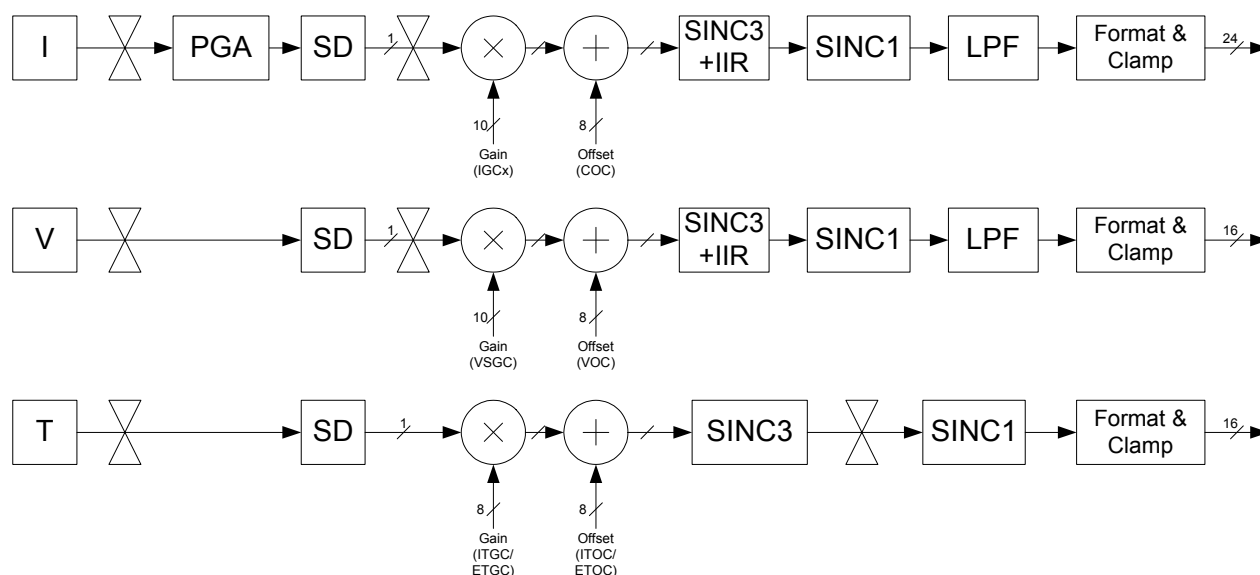 I
PGA
SD
1
SINC3
+IIR
SINC1
LPF
Format &
Clamp
24
10
Gain
(IGCx)
8
Offset
(COC)
V
SD
1
SINC3
+IIR
SINC1
LPF
Format &
Clamp
16
10
Gain
(VSGC)
8
Offset
(VOC)
T
SD
1
SINC3
SINC1
Format &
Clamp
16
8
Gain
(ITGC/
ETGC)
8
Offset
(ITOC/
ETOC)